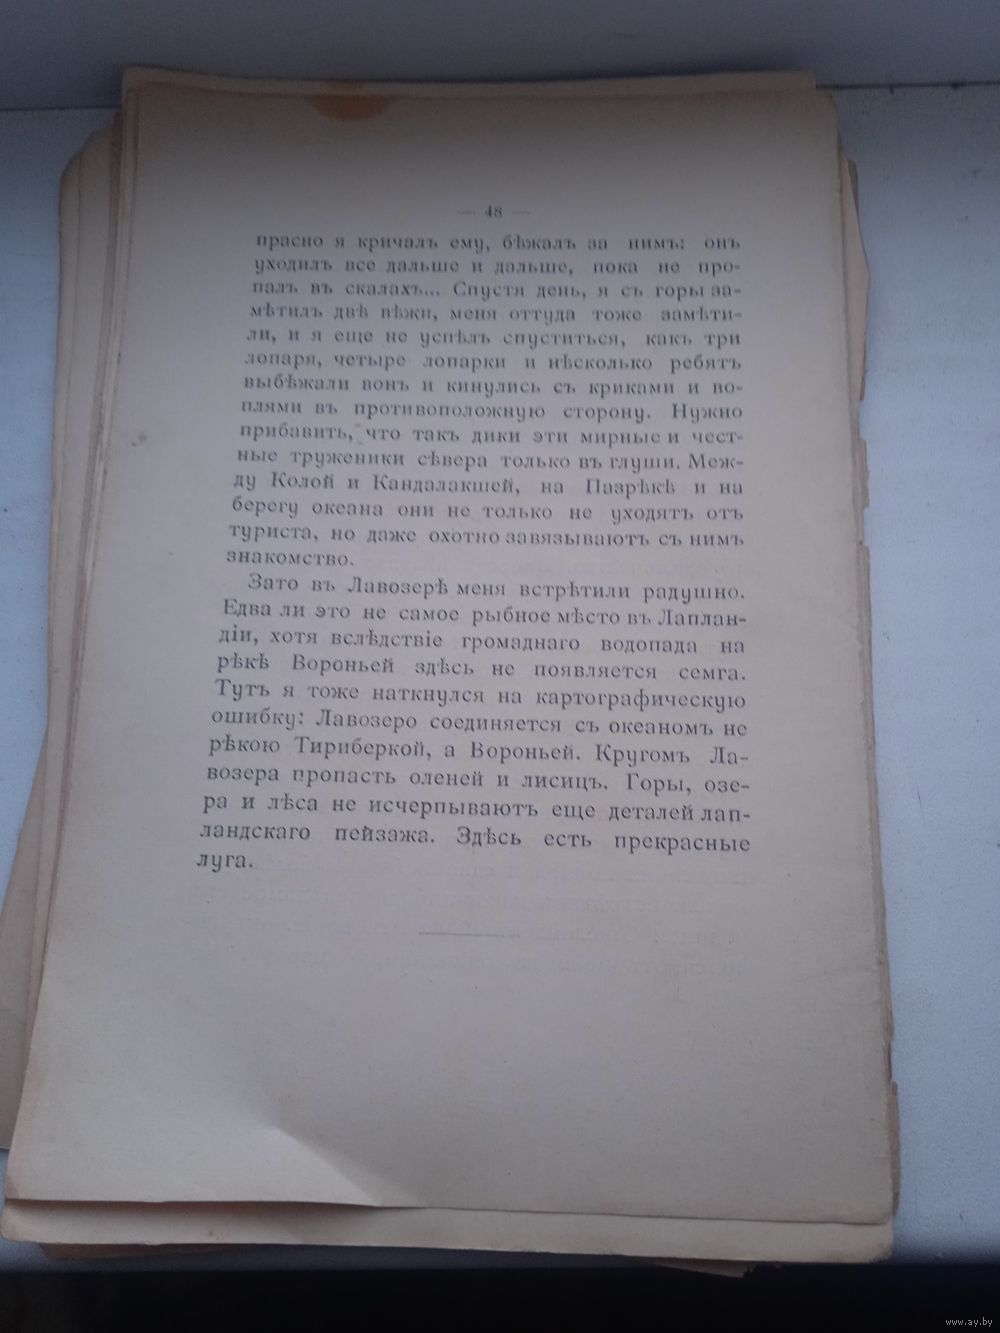 — 48 —
прасно я кричалъ ему, бѣжалъ за нимъ: онъ
уходилъ все дальше и дальше, пока не про-
палъ въ скалахъ... Спустя день, я съ горы за-
мѣтилъ двѣ вѣжи, меня оттуда тоже замѣти-
ли, и я еще не успѣлъ спуститься, какъ три
лопаря, четыре лопарки и нѣсколько ребятъ
выбѣжали вонъ и кинулись съ криками и во-
плями въ противоположную сторону. Нужно
прибавить, что такъ дики эти мирные и чест-
ные труженики сѣвера только въ глуши. Меж-
ду Колой и Кандалакшей, на Пазрѣкѣ и на
берегу океана они не только не уходятъ отъ
туриста, но даже охотно завязываютъ съ нимъ
знакомство.
Зато въ Лавозерѣ меня встрѣтили радушно.
Едва ли это не самое рыбное мѣсто въ Лаплан-
діи, хотя вслѣдствіе громаднаго водопада на
рѣкѣ Вороньей здѣсь не появляется семга.
Тутъ я тоже наткнулся на картографическую
ошибку: Лавозеро соединяется съ океаномъ не
рѣкою Тириберкой, а Вороньей. Кругомъ Ла-
возера пропасть оленей и лисицъ. Горы, озе-
ра и лѣса не исчерпываютъ еще деталей лап-
ландскаго пейзажа. Здѣсь есть прекрасные
луга.
www.ay.by